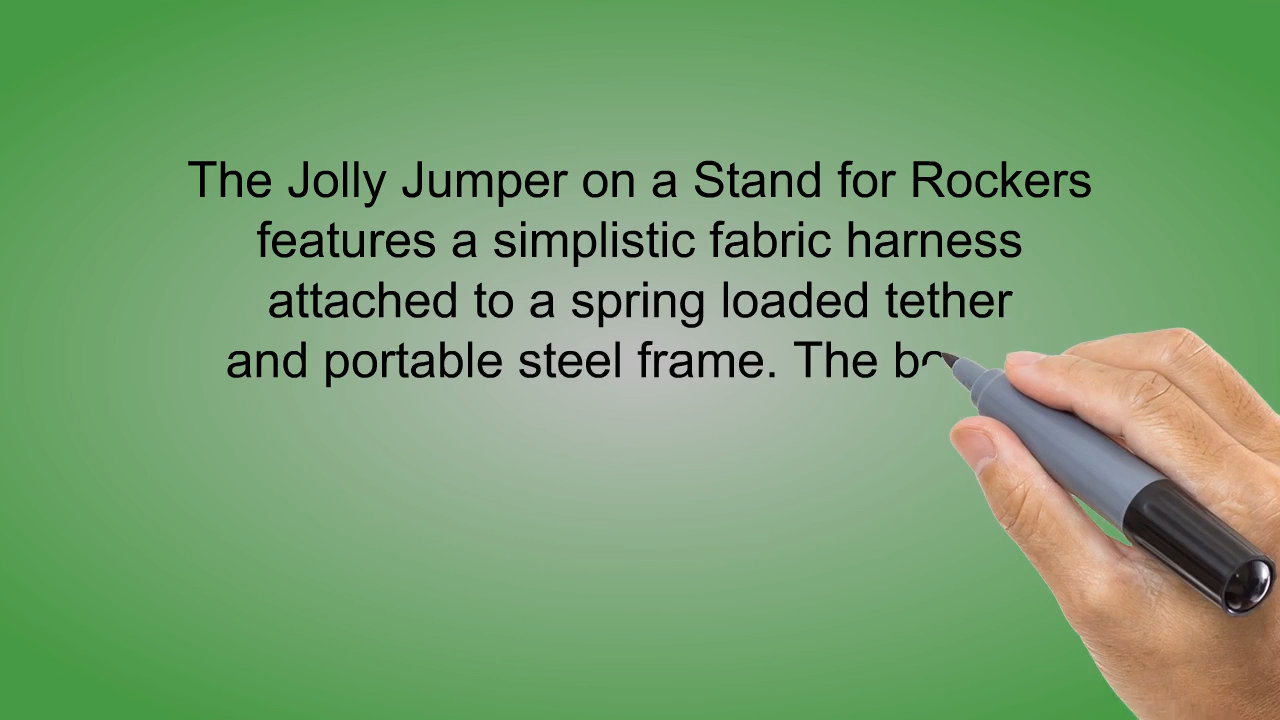 The Jolly Jumper on a Stand for Rockers
features a simplistic fabric harness
attached to a spring loaded tether
and portable steel frame. The